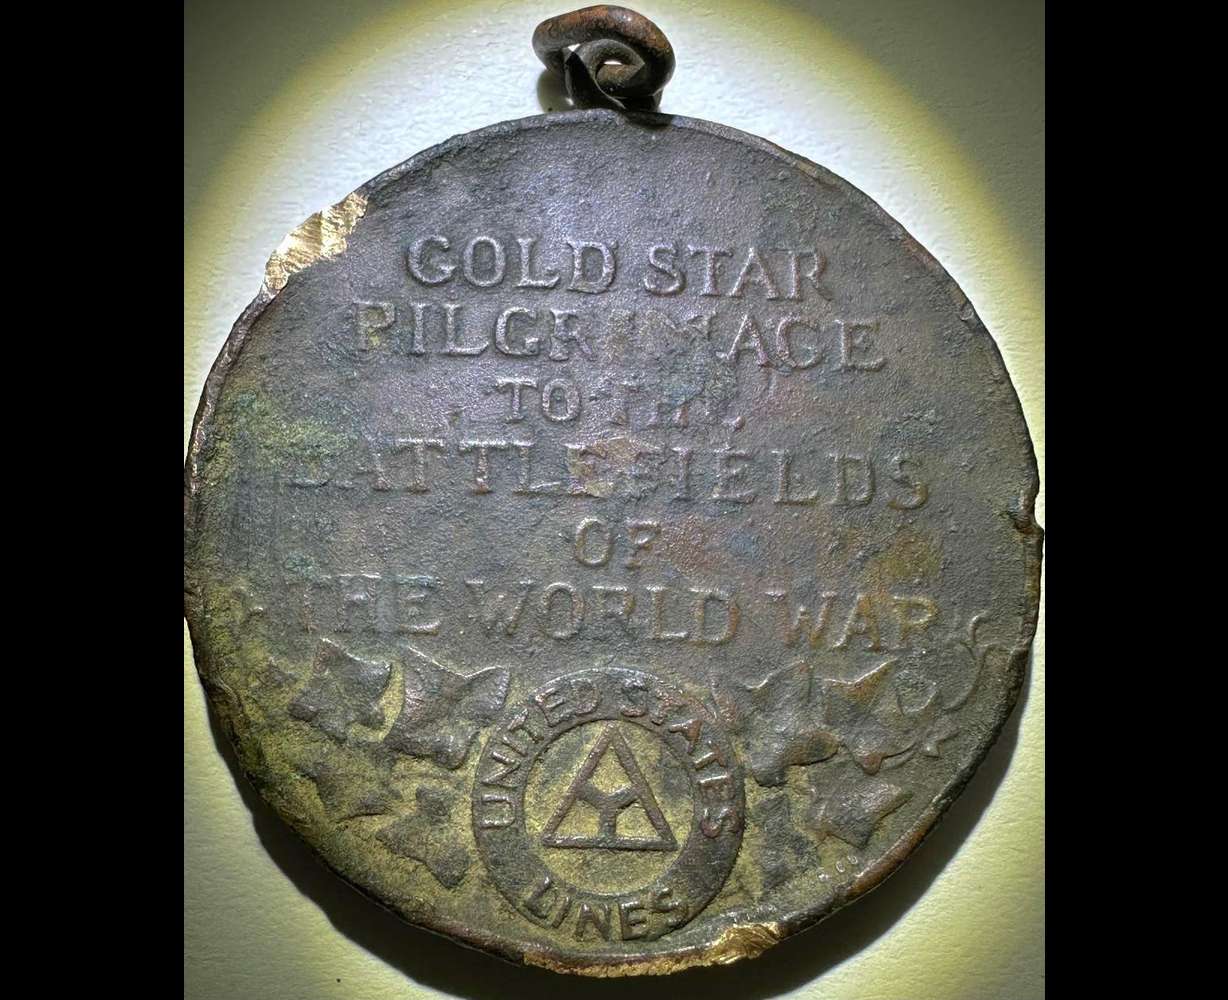 GOLD STAR
PILGRIMAGE
TO THE
BATTLEFIELDS
OF
THE WORLD WAR
UNITED STATES
LINES